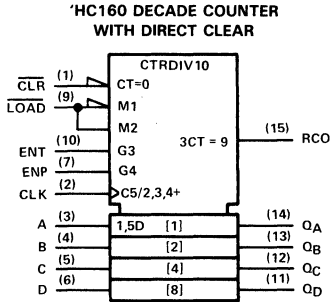 'HC160 DECADE COUNTER
WITH DIRECT CLEAR
CTRDIV10
CLR (1) CT=0
LOAD (9) M1
M2
ENT (10) G3 3CT = 9 (15) RCO
ENP (7) G4
CLK (2) C5/2,3,4+
A (3) 1,5D [1] (14) QA
B (4) [2] (13) QB
C (5) [4] (12) QC
D (6) [8] (11) QD